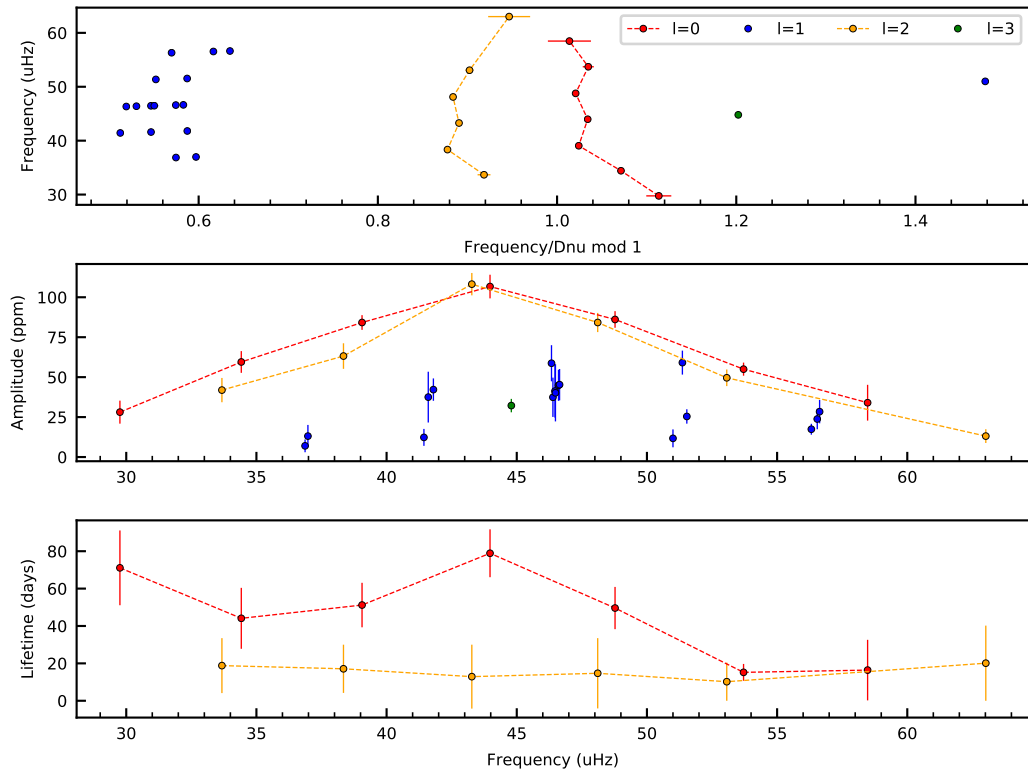 l=0 l=1 l=2 l=3
Frequency (uHz)
60
50
40
30
0.6 0.8 1.0 1.2 1.4
Frequency/Dnu mod 1
Amplitude (ppm)
100
75
50
25
0
30 35 40 45 50 55 60
Lifetime (days)
80
60
40
20
0
30 35 40 45 50 55 60
Frequency (uHz)